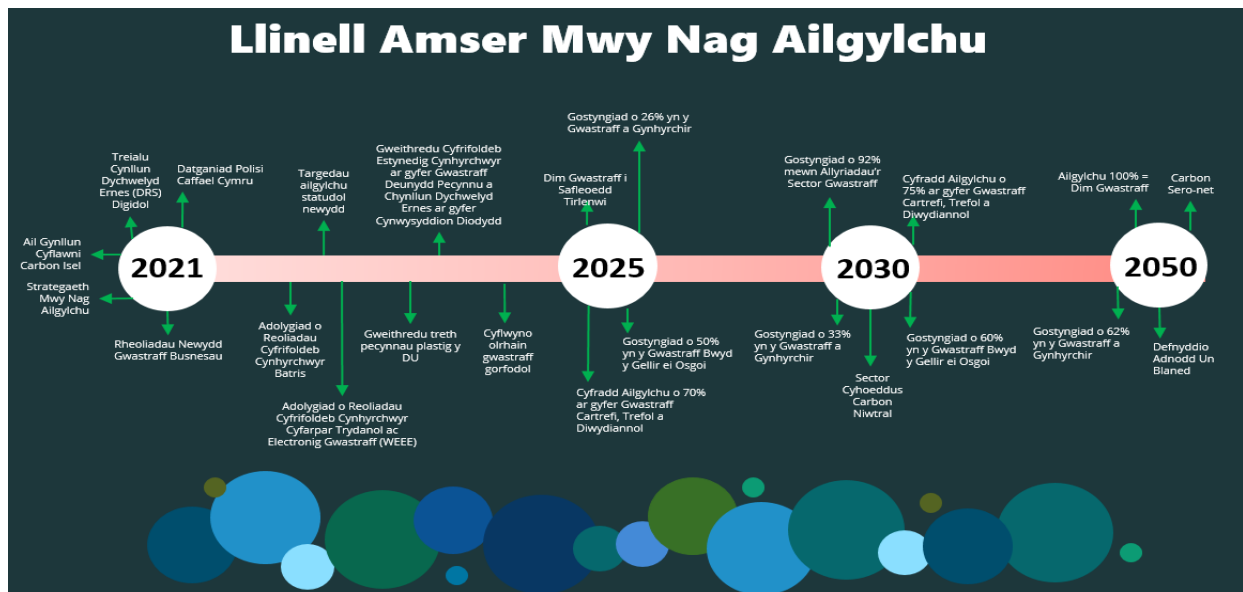 Llinell Amser Mwy Nag Ailgylchu
Treialu
Cynllun
Dychwelyd
Ernes (DRS)
Digidol
Datganiad Polisi
Caffael Cymru
Ail Gynllun
Cyflawni
Carbon Isel
Strategaeth
Mwy Nag
Ailgylchu
2021
Rheoliadau Newydd
Gwastraff Busnesau
Targedau
ailgylchu
statudol
newydd
Gweithredu Cyfrifoldeb
Estynedig Cynhyrchwyr
ar gyfer Gwastraff
Deunydd Pecynnu a
Chynllun Dychwelyd
Ernes ar gyfer
Cynwysyddion Diodydd
Adolygiad o
Reoliadau
Cyfrifoldeb
Cynhyrchwyr
Batris
Adolygiad o Reoliadau
Cyfrifoldeb Cynhyrchwyr
Cyfarpar Trydanol ac
Electronig Gwastraff (WEEE)
Gweithredu treth
pecynnau plastig y
DU
Cyflwyno
olrhain
gwastraff
gorfodol
Gostyngiad o 26% yn y
Gwastraff a Gynhyrchir
Dim Gwastraff i
Safleoedd
Tirlenwi
2025
Gostyngiad o 50%
yn y Gwastraff Bwyd
y Gellir ei Osgoi
Cyfradd Ailgylchu o 70%
ar gyfer Gwastraff
Cartrefi, Trefol a
Diwydiannol
Gostyngiad o 92%
mewn Allyriadau'r
Sector Gwastraff
Cyfradd Ailgylchu o
75% ar gyfer Gwastraff
Cartrefi, Trefol a
Diwydiannol
2030
Gostyngiad o 33%
yn y Gwastraff a
Gynhyrchir
Sector
Cyhoeddus
Carbon
Niwtral
Gostyngiad o 60%
yn y Gwastraff Bwyd
y Gellir ei Osgoi
Ailgylchu 100% =
Dim Gwastraff
Carbon
Sero-net
2050
Gostyngiad o 62%
yn y Gwastraff a
Gynhyrchir
Defnyddio
Adnodd Un
Blaned